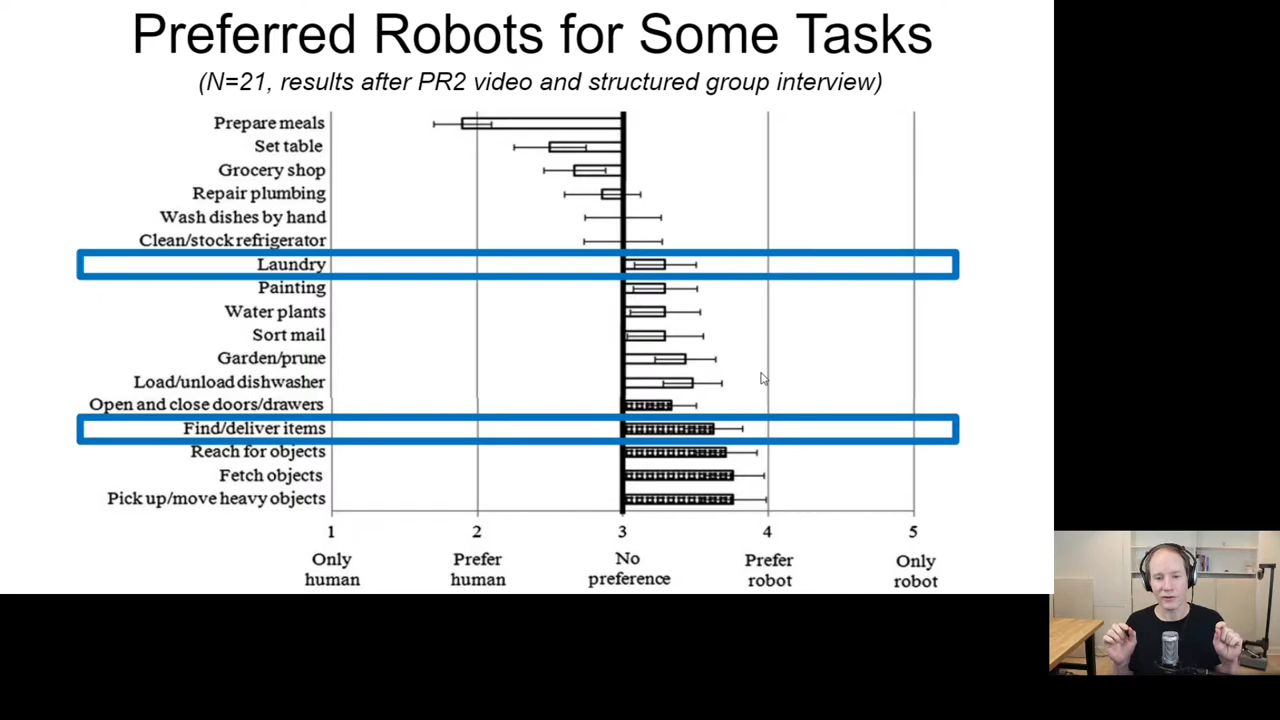 Preferred Robots for Some Tasks
(N=21, results after PR2 video and structured group interview)
Prepare meals
Set table
Grocery shop
Repair plumbing
Wash dishes by hand
Clean/stock refrigerator
Laundry
Painting
Water plants
Sort mail
Garden/prune
Load/unload dishwasher
Open and close doors/drawers
Find/deliver items
Reach for objects
Fetch objects
Pick up/move heavy objects
1 2 3 4 5
Only Prefer No Prefer Only
human human preference robot robot